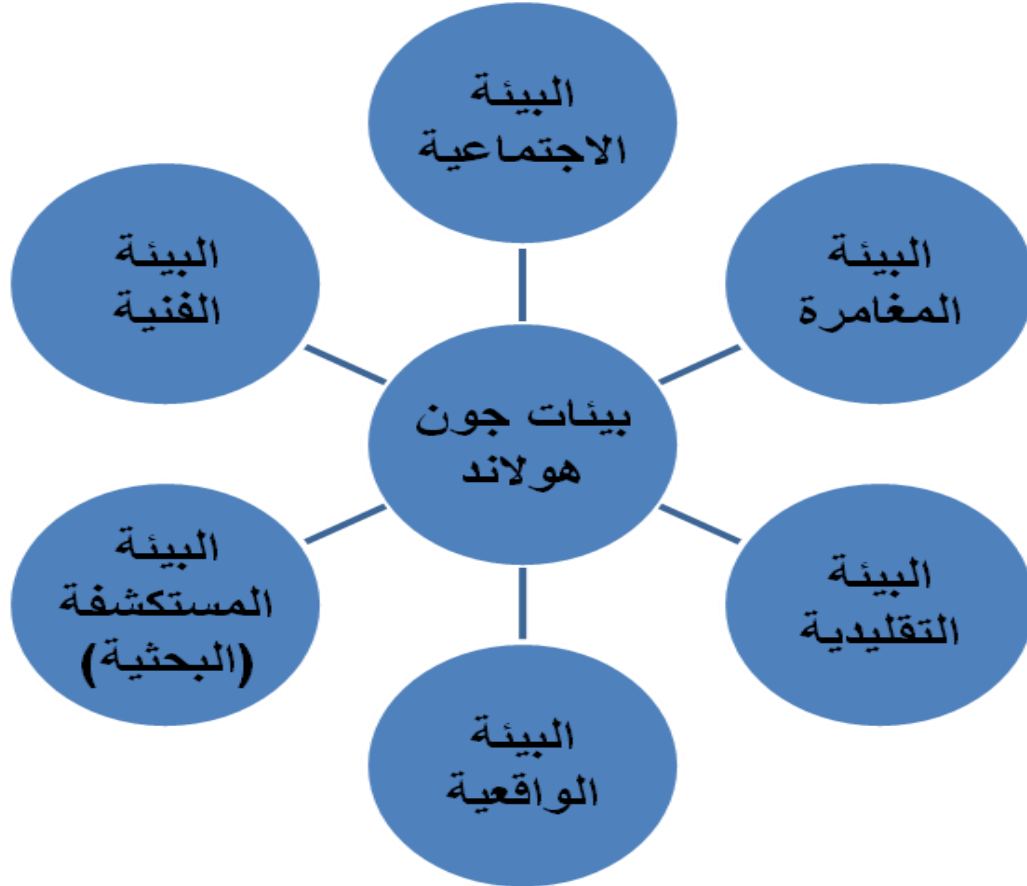 البيئة
الاجتماعية
البيئة
المغامرة
البيئة
التقليدية
البيئة
الواقعية
البيئة
المستكشفة
(البحثية)
البيئة
الفنية
بيئات جون
هولاند